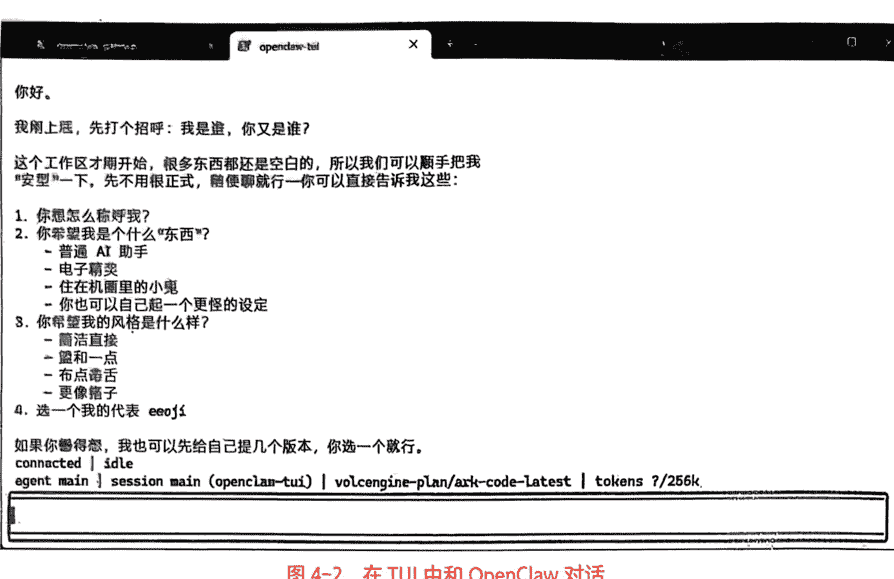 openclaw-tui
你好。
我刚上线，先打个招呼：我是谁，你又是谁？
这个工作区才刚开始，很多东西都还是空白的，所以我们可以顺手把我
"安型"一下。先不用很正式，随便聊就行—你可以直接告诉我这些：
1. 你想怎么称呼我？
2. 你希望我是个什么"东西"？
- 普通 AI 助手
- 电子精灵
- 住在机器里的小鬼
- 你也可以自己起一个更怪的设定
3. 你希望我的风格是什么样？
- 简洁直接
- 温和一点
- 有点毒舌
- 更像
4. 选一个我的代表 emoji
如果你懒得想，我也可以先给自己提几个版本，你选一个就行。
connected | idle
agent main | session main (openclaw-tui) | volcengine-plan/ark-code-latest | tokens ?/256k
图 4-2 在 TUI 中和 OpenClaw 对话